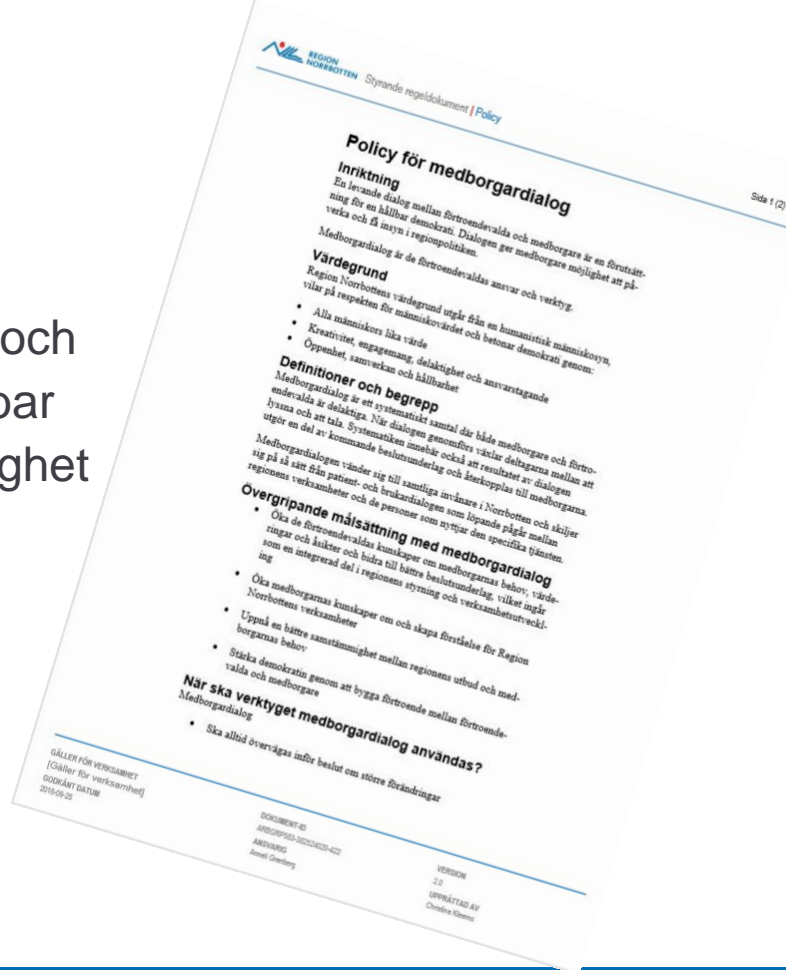 och
bar
ghet
REGION
NORRBOTTEN
Styrande regeldokument | Policy
Sida 1 (2)
Policy för medborgardialog
Inriktning
En levande dialog mellan förtroendevalda och medborgare är en förutsätt-
ning för en hållbar demokrati. Dialogen ger medborgare möjlighet att på-
verka och få insyn i regionpolitiken.
Medborgardialog är de förtroendevaldas ansvar och verktyg.
Värdegrund
Region Norrbottens värdegrund utgår från en humanistisk människosyn,
vilar på respekten för människovärdet och betonar demokrati genom:
• Alla människors lika värde
• Kreativitet, engagemang, delaktighet och ansvarstagande
• Öppenhet, samverkan och hållbarhet
Definitioner och begrepp
Medborgardialog är ett systematiskt samtal där både medborgare och förtro-
endevalda är delaktiga. När dialogen genomförs växlar deltagarna mellan att
lyssna och att tala. Systematiken innebär också att resultatet av dialogen
utgör en del av kommande beslutsunderlag och återkopplas till medborgarna.
Medborgardialogen vänder sig till samtliga invånare i Norrbotten och skiljer
sig på så sätt från patient- och brukardialogen som löpande pågår mellan
regionens verksamheter och de personer som nyttjar den specifika tjänsten.
Övergripande målsättning med medborgardialog
• Öka de förtroendevaldas kunskaper om medborgarnas behov, värde-
ringar och åsikter och bidra till bättre beslutsunderlag, vilket ingår
som en integrerad del i regionens styrning och verksamhetsutveckl-
ing
• Öka medborgarnas kunskaper om och skapa förståelse för Region
Norrbottens verksamheter
• Uppnå en bättre samstämmighet mellan regionens utbud och med-
borgarnas behov
• Stärka demokratin genom att bygga förtroende mellan förtroende-
valda och medborgare
När ska verktyget medborgardialog användas?
Medborgardialog
• Ska alltid övervägas inför beslut om större förändringar
GÄLLER FÖR VERKSAMHET
[Gäller för verksamhet]
GODKÄNT DATUM
2018-09-25
DOKUMENT-ID
ANSVARIG
Anneli Granberg
VERSION
2.0
UPPRÄTTAD AV
Christina Kleemo